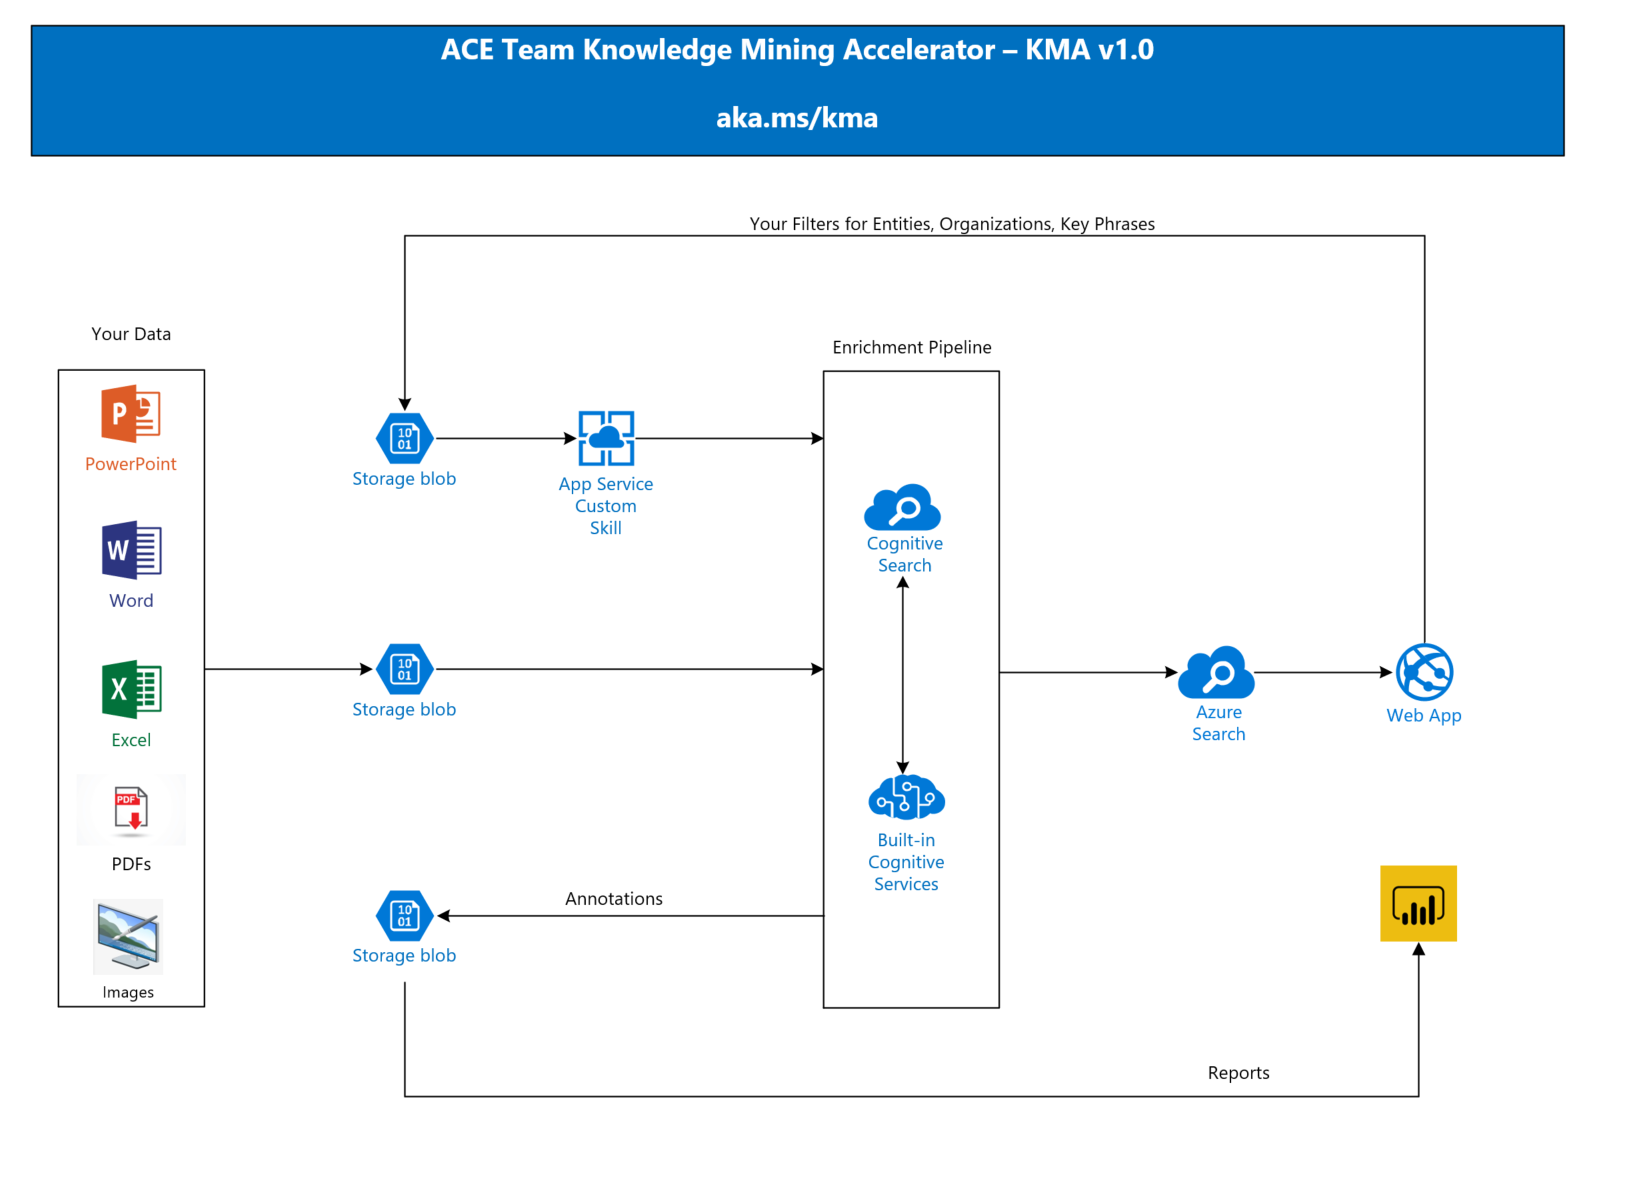 ACE Team Knowledge Mining Accelerator – KMA v1.0
aka.ms/kma
Your Filters for Entities, Organizations, Key Phrases
Your Data
P
PowerPoint
W
Word
X
Excel
PDF
PDFs
Images
10
01
Storage blob
App Service
Custom
Skill
10
01
Storage blob
Annotations
10
01
Storage blob
Enrichment Pipeline
Cognitive
Search
Built-in
Cognitive
Services
Azure
Search
Web App
Reports